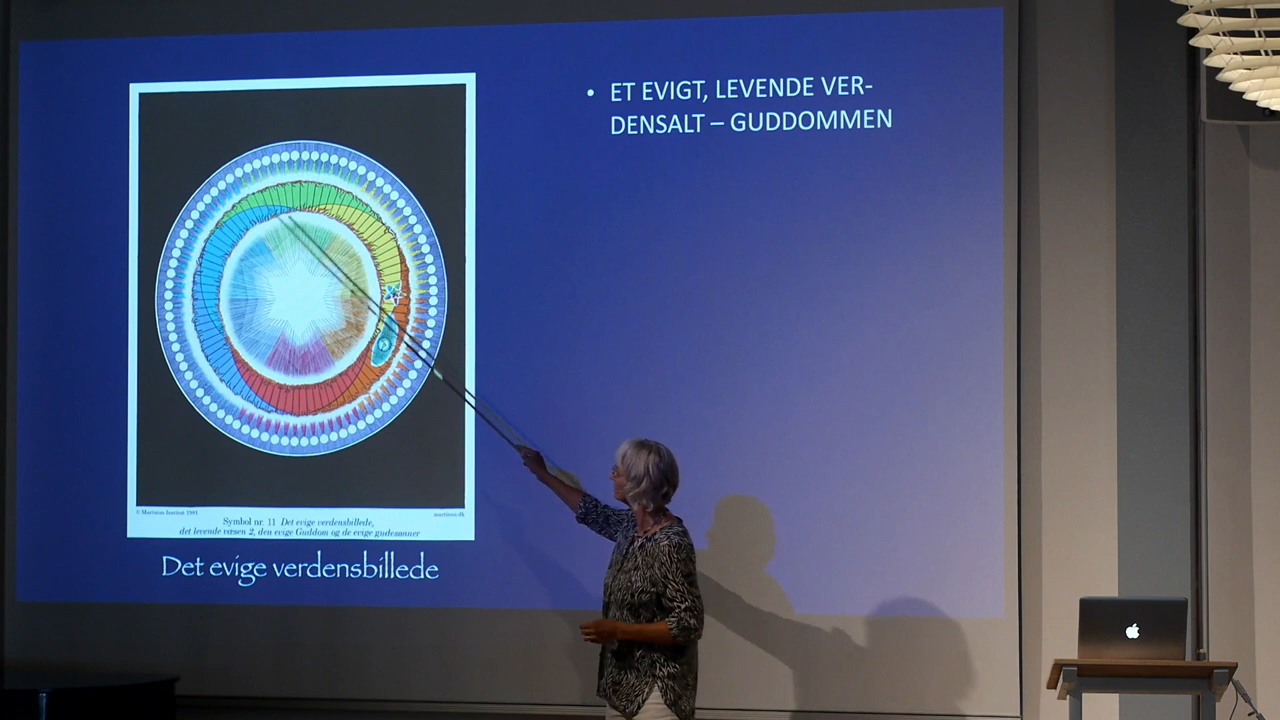 • ET EVIGT, LEVENDE VER-
DENSALT – GUDDOMMEN
© Martinus Institut 1981
martinus.dk
Symbol nr. 11 Det evige verdensbillede,
det levende væsen 2, den evige Guddom og de evige gudesønner
Det evige verdensbillede